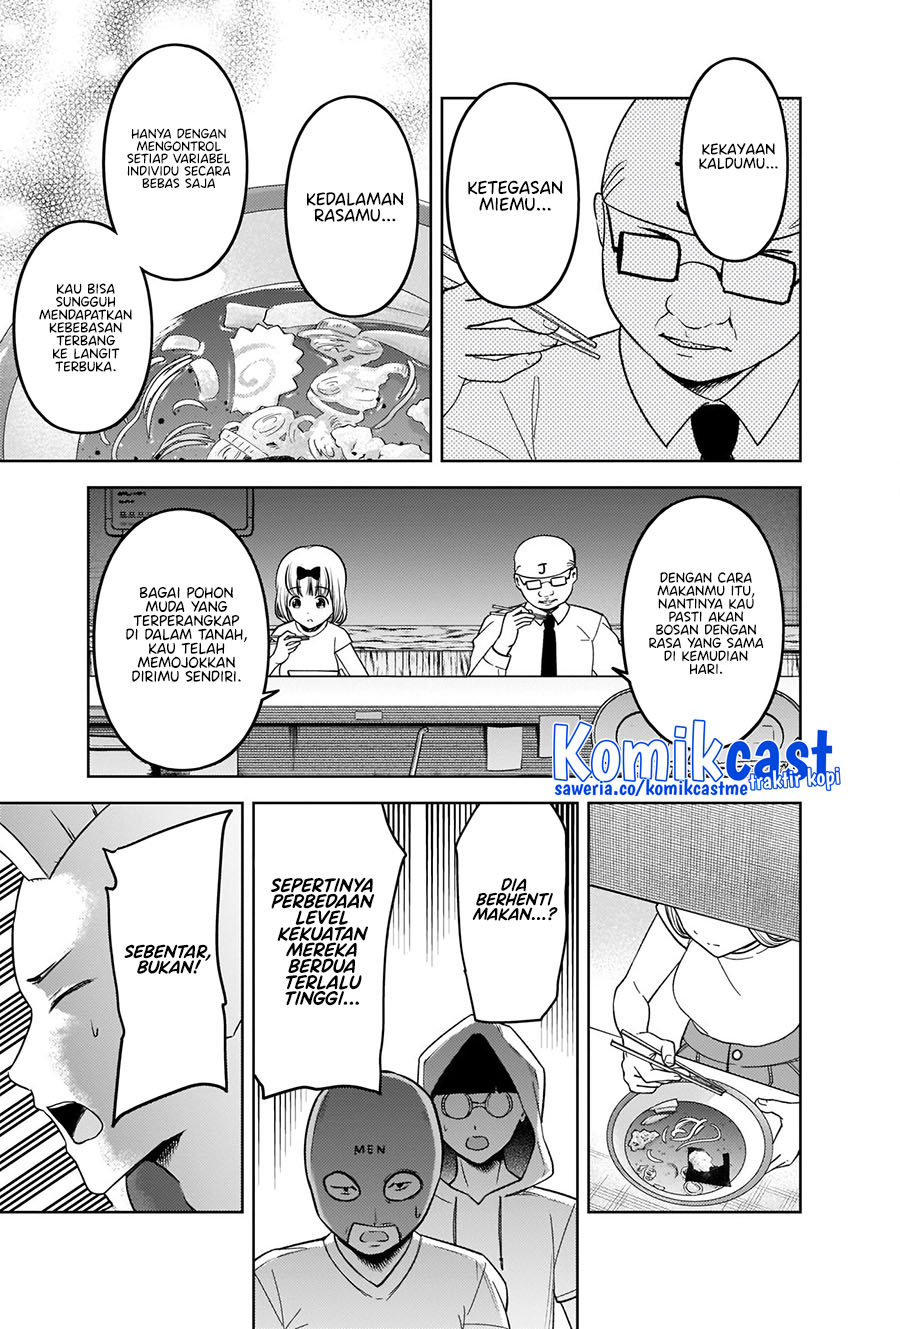 KEKAYAAN
KALDUMU...
KETEGASAN
MIEMU...
KEDALAMAN
RASAMU...
HANYA DENGAN
MENGONTROL
SETIAP VARIABEL
INDIVIDU SECARA
BEBAS SAJA
KAU BISA
SUNGGUH
MENDAPATKAN
KEBEBASAN
TERBANG
KE LANGIT
TERBUKA.
J
DENGAN CARA
MAKANMU ITU,
NANTINYA KAU
PASTI AKAN
BOSAN DENGAN
RASA YANG SAMA
DI KEMUDIAN
HARI.
J
BAGAI POHON
MUDA YANG
TERPERANGKAP
DI DALAM TANAH,
KAU TELAH
MEMOJOKKAN
DIRIMU SENDIRI.
Komikcast
saweria.co/komikcastme
traktir kopi
DIA
BERHENTI
MAKAN...?
SEPERTINYA
PERBEDAAN
LEVEL
KEKUATAN
MEREKA
BERDUA
TERLALU
TINGGI...
MEN
SEBENTAR,
BUKAN!